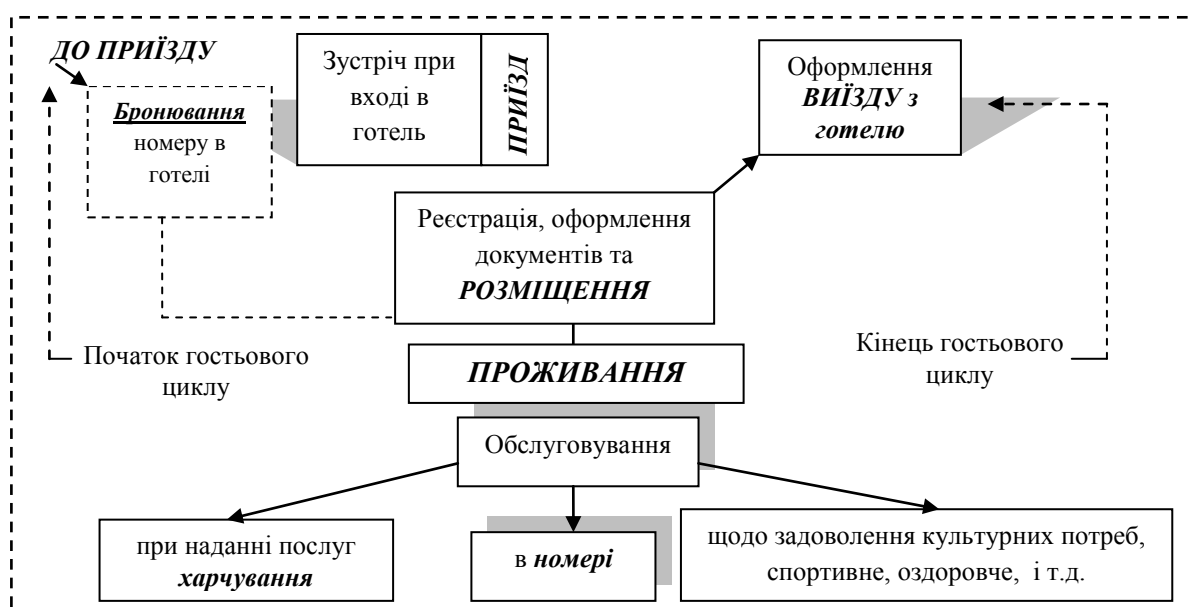 ДО ПРИЇЗДУ
Бронювання
номеру в
готелі
Зустріч при
вході в
готель
ПРИЇЗД
Оформлення
ВИЇЗДУ з
готелю
Реєстрація, оформлення
документів та
РОЗМІЩЕННЯ
Початок гостьового
циклу
Кінець гостьового
циклу
ПРОЖИВАННЯ
Обслуговування
при наданні послуг
харчування
в номері
щодо задоволення культурних потреб,
спортивне, оздоровче, і т.д.